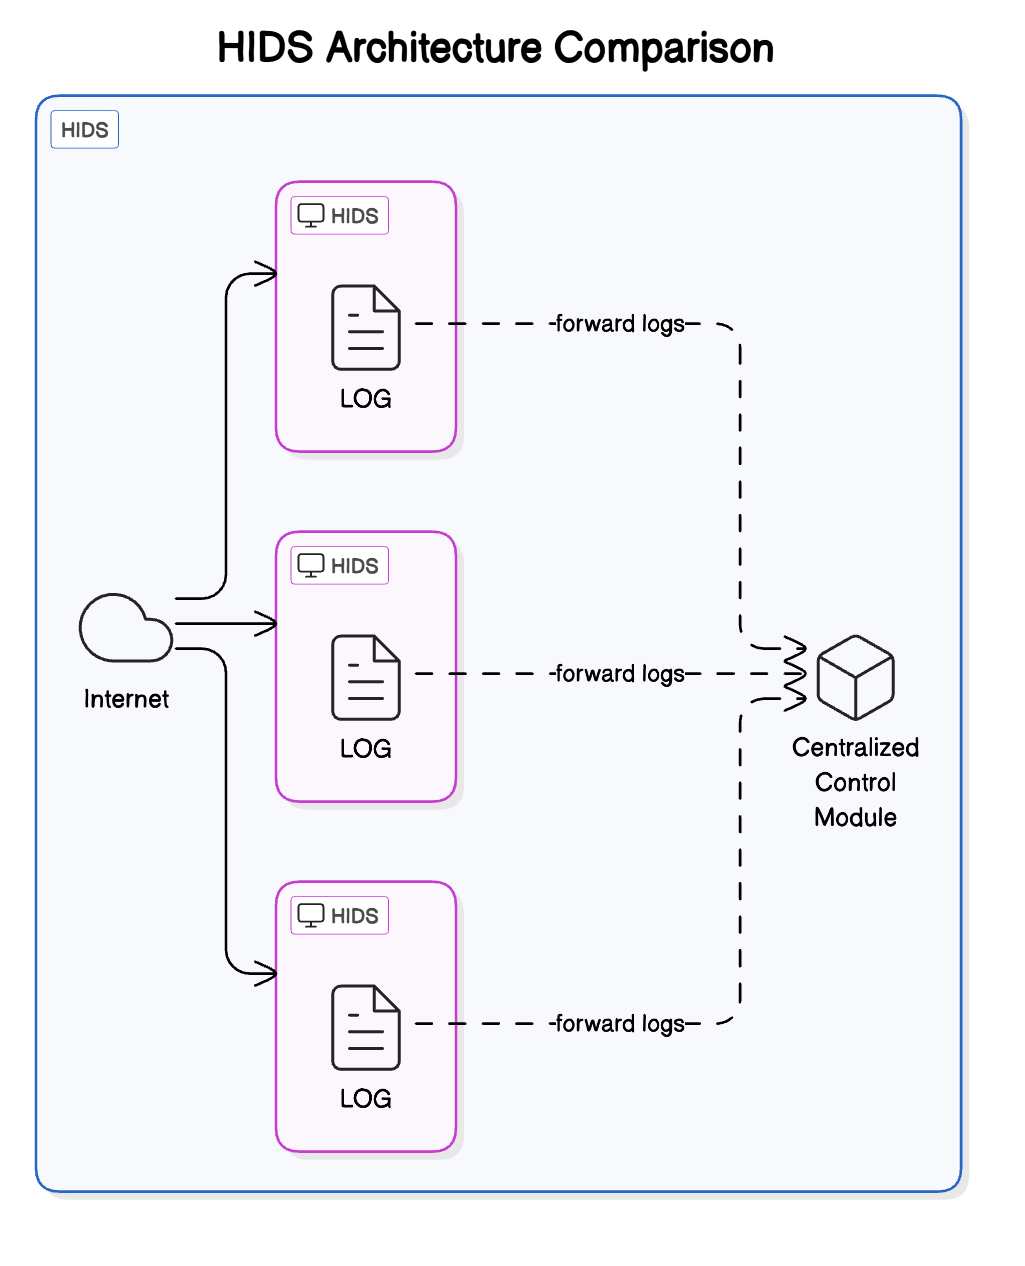 HIDS Architecture Comparison
HIDS
HIDS
LOG
forward logs
HIDS
LOG
forward logs
Internet
Centralized
Control
Module
HIDS
LOG
forward logs